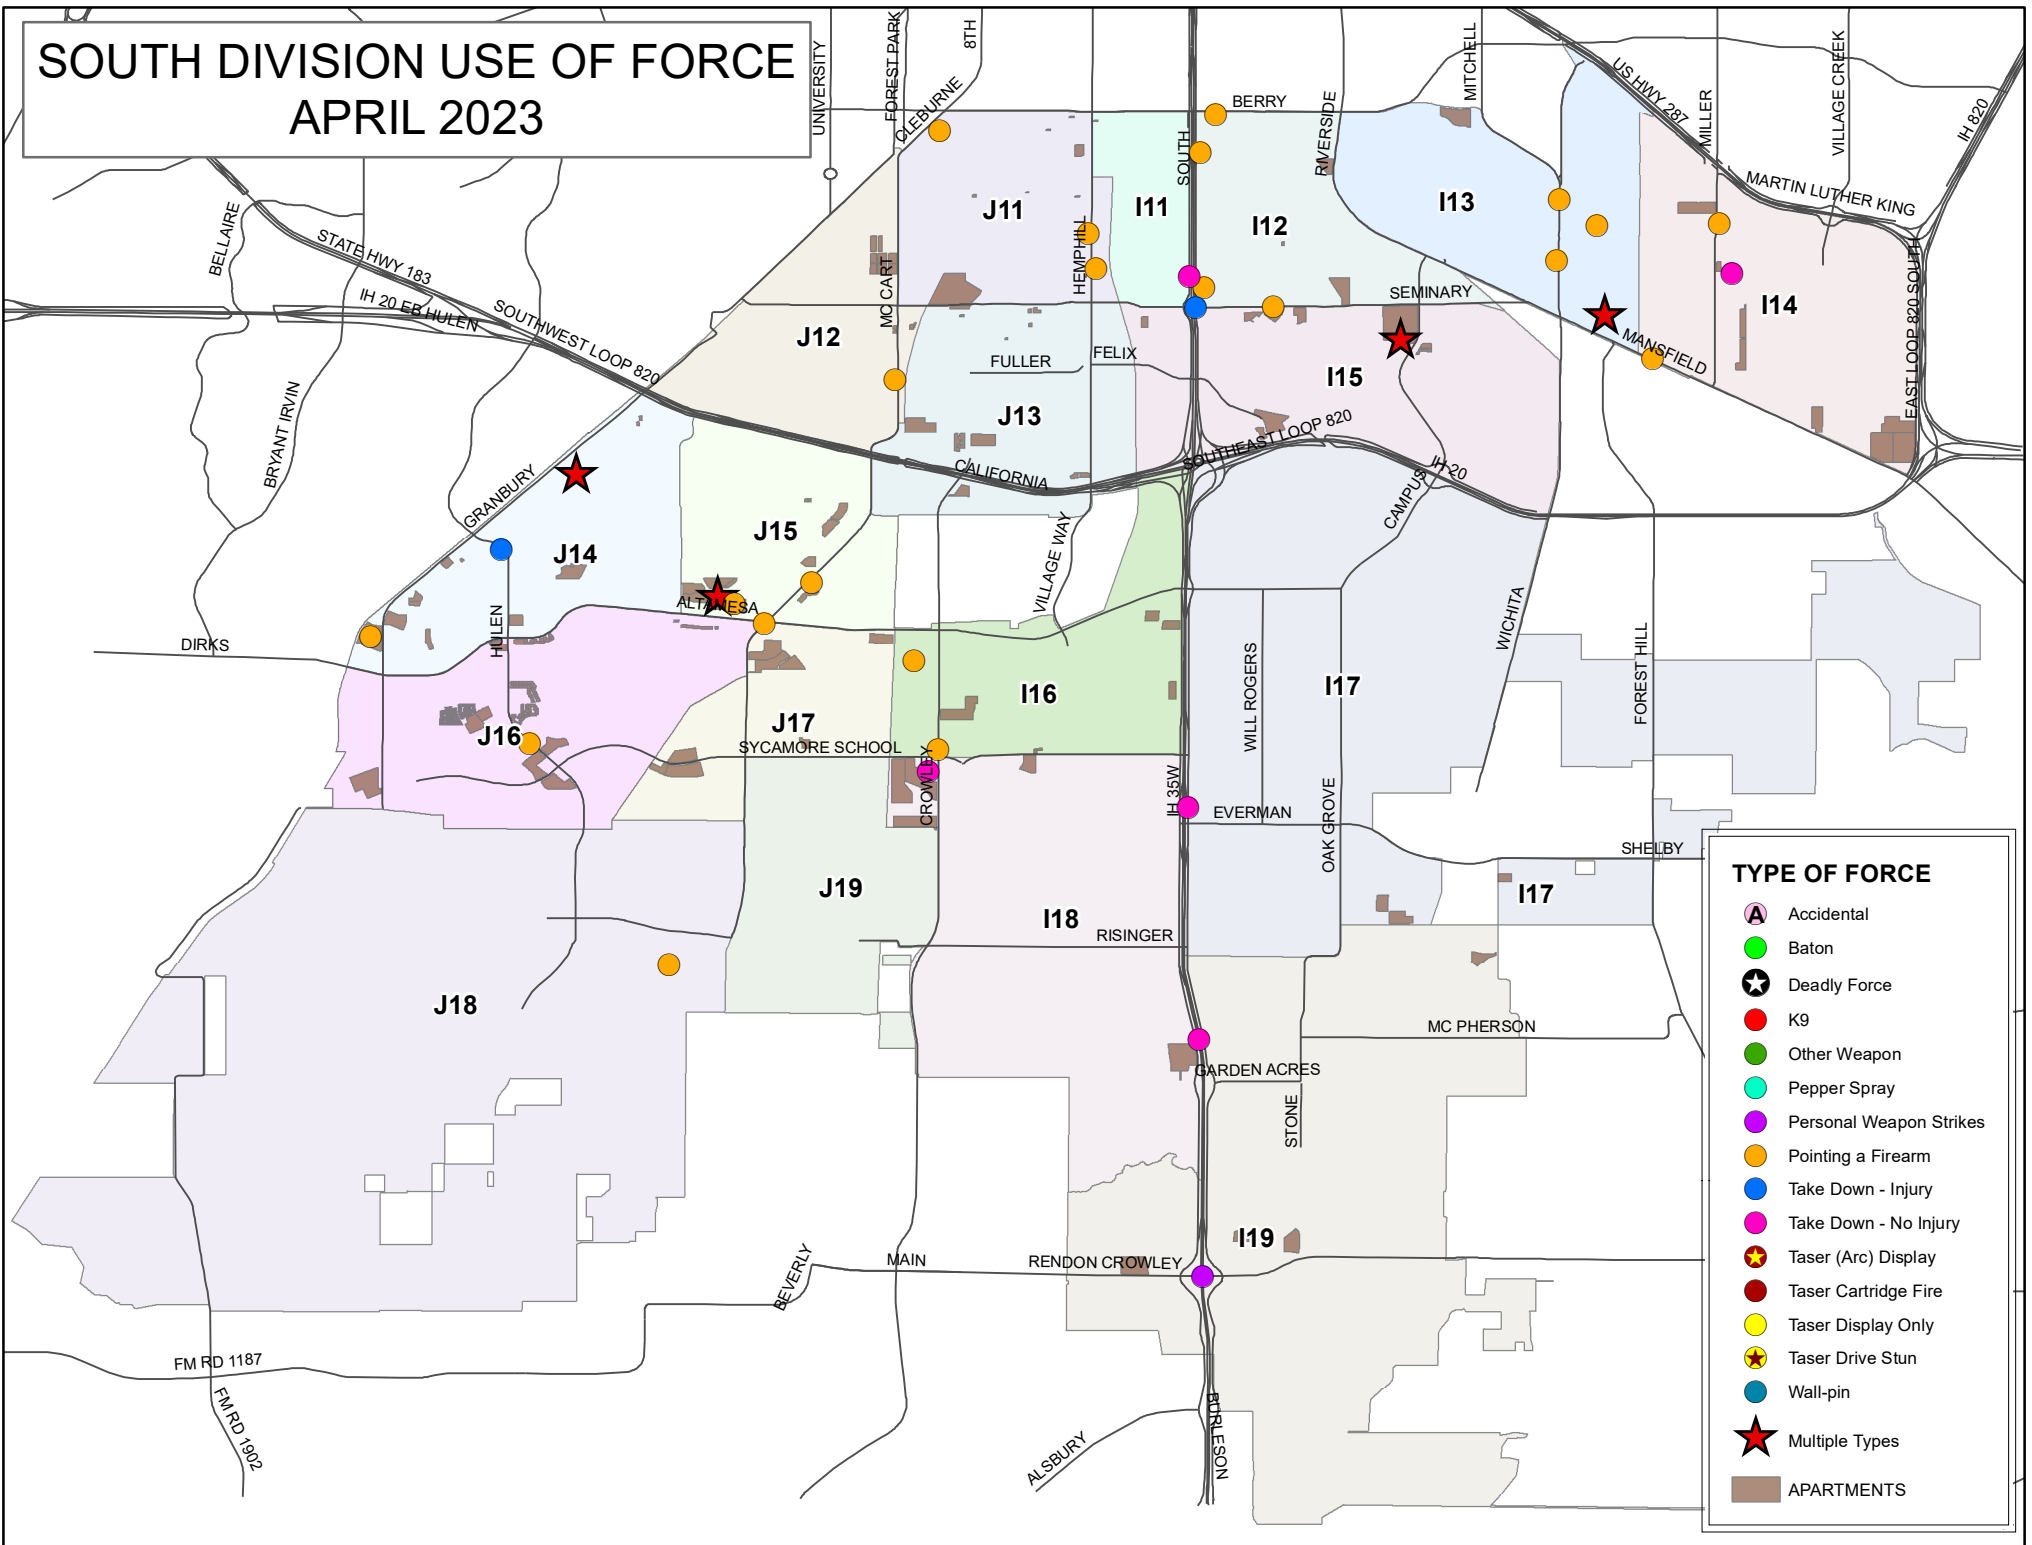 SOUTH DIVISION USE OF FORCE
APRIL 2023
UNIVERSITY
FOREST PARK
8TH
CLEBURNE
BERRY
RIVERSIDE
MITCHELL
US HWY 287
MILLER
VILLAGE CREEK
IH 820
MARTIN LUTHER KING
SOUTH
BELLAIRE
STATE HWY 183
IH 20 EB HULEN
SOUTHWEST LOOP 820
MC CART
HEMPHILL
J11
I11
I12
I13
I14
SEMINARY
EAST LOOP 820 SOUTH
MANSFIELD
J12
FULLER
FELIX
J13
I15
BRYANT IRVIN
GRANBURY
CALIFORNIA
SOUTHEAST LOOP 820
IH 20
CAMPUS
J14
J15
VILLAGE WAY
ALTAMESA
HULEN
DIRKS
WICHITA
FOREST HILL
WILL ROGERS
I16
I17
J16
J17
SYCAMORE SCHOOL
CROWLEY
IH 35W
EVERMAN
OAK GROVE
SHELBY
J19
I18
I17
RISINGER
J18
MC PHERSON
GARDEN ACRES
STONE
I19
BEVERLY
MAIN
RENDON CROWLEY
FM RD 1187
FM RD 1902
ALSBURY
BURLESON
TYPE OF FORCE
A Accidental
Baton
Deadly Force
K9
Other Weapon
Pepper Spray
Personal Weapon Strikes
Pointing a Firearm
Take Down - Injury
Take Down - No Injury
Taser (Arc) Display
Taser Cartridge Fire
Taser Display Only
Taser Drive Stun
Wall-pin
Multiple Types
APARTMENTS